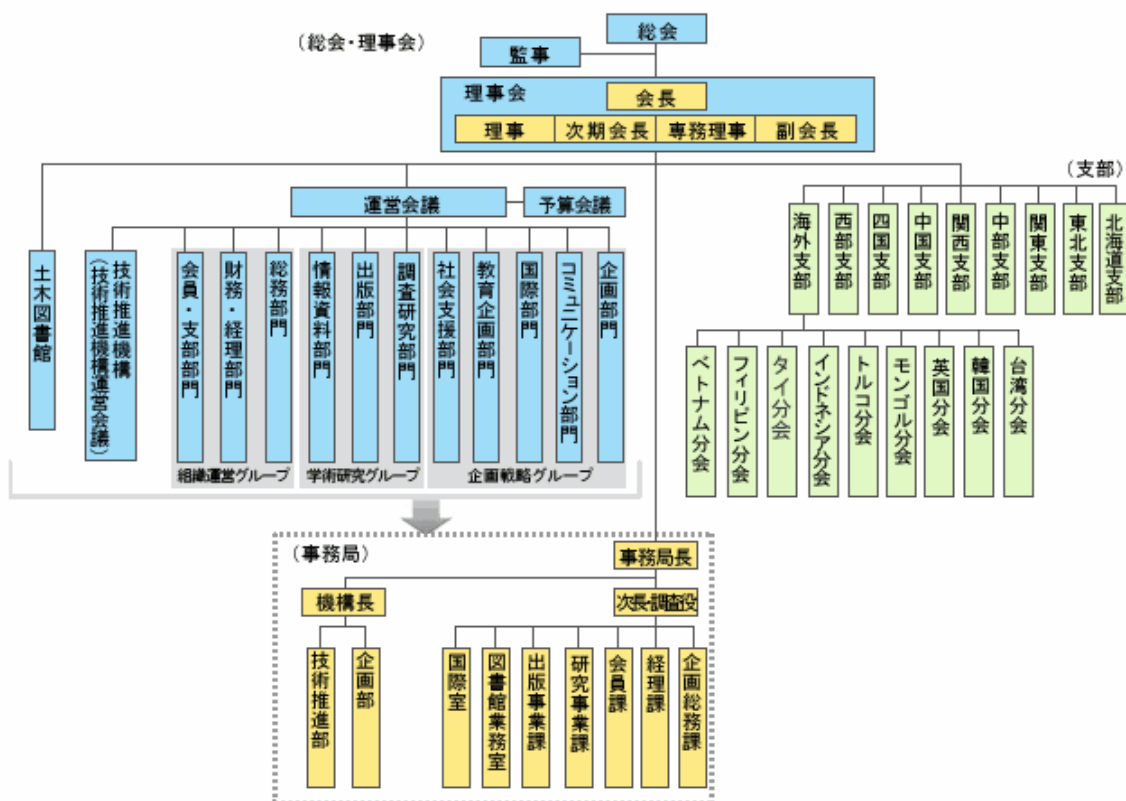 (総会・理事会)
総会
監事
理事会
会長
理事
次期会長
専務理事
副会長
(支部)
運営会議
予算会議
土木図書館
技術推進機構
(技術推進機構運営会議)
会員・支部部門
財務・経理部門
総務部門
情報資料部門
出版部門
調査研究部門
社会支援部門
教育企画部門
国際部門
コミュニケーション部門
企画部門
組織運営グループ
学術研究グループ
企画戦略グループ
海外支部
西部支部
四国支部
中国支部
関西支部
中部支部
関東支部
東北支部
北海道支部
ベトナム分会
フィリピン分会
タイ分会
インドネシア分会
トルコ分会
モンゴル分会
英国分会
韓国分会
台湾分会
(事務局)
事務局長
機構長
次長・調査役
技術推進部
企画部
国際室
図書館業務室
出版事業課
研究事業課
会員課
経理課
企画総務課